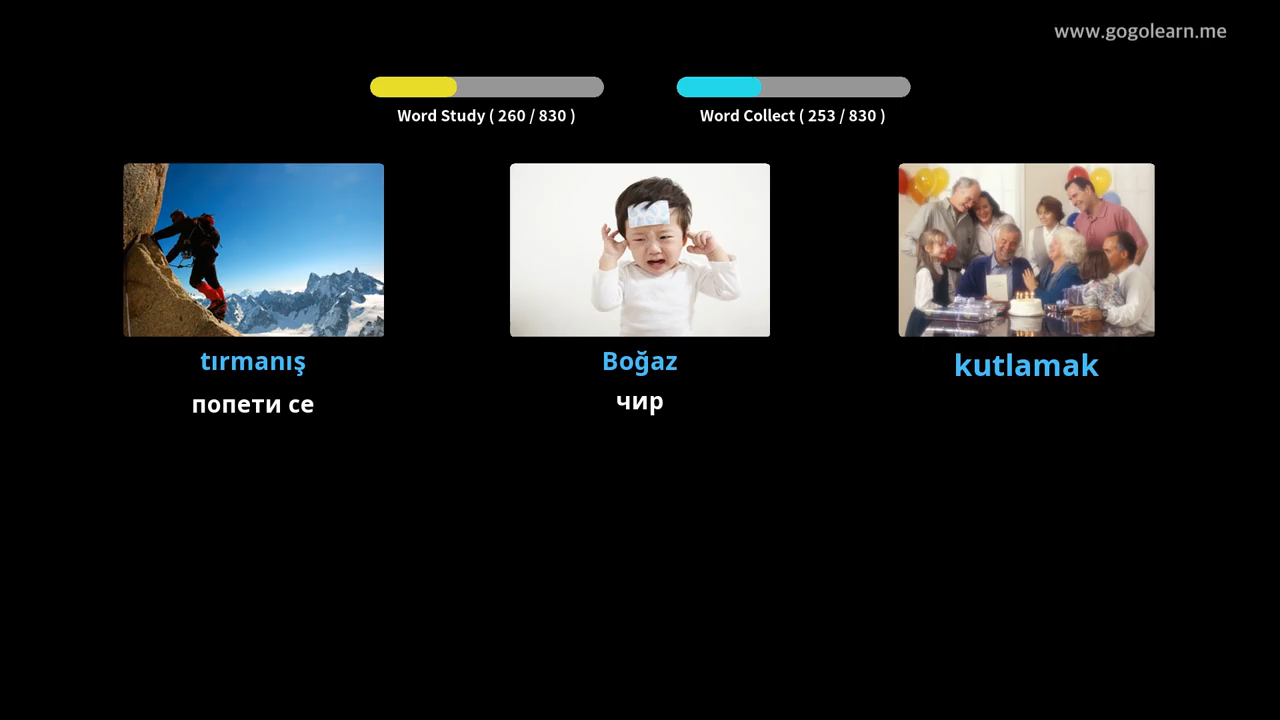 www.gogolearn.me
Word Study ( 260 / 830 )
Word Collect ( 253 / 830 )
tırmanış
Boğaz
kutlamak
попети се
чир